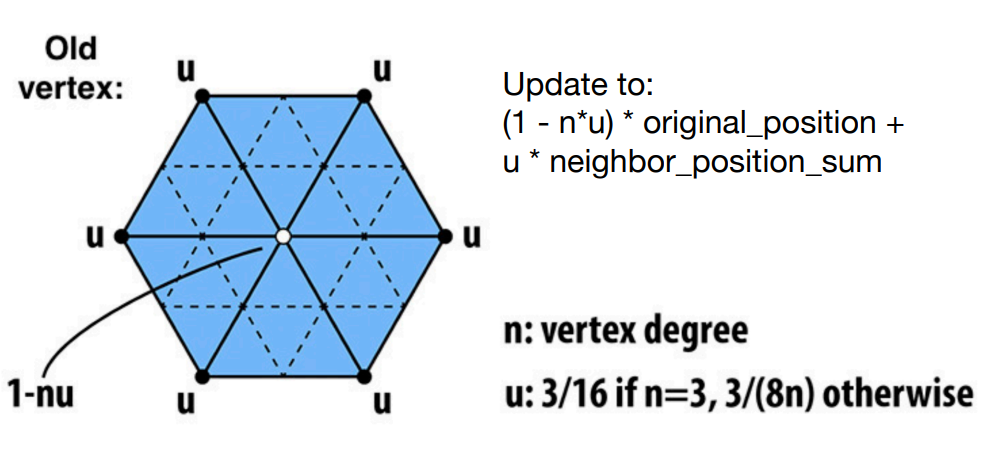 Old
vertex:
u
u
Update to:
(1 - n*u) * original_position +
u * neighbor_position_sum
u
u
n: vertex degree
1-nu
u
u
u: 3/16 if n=3, 3/(8n) otherwise